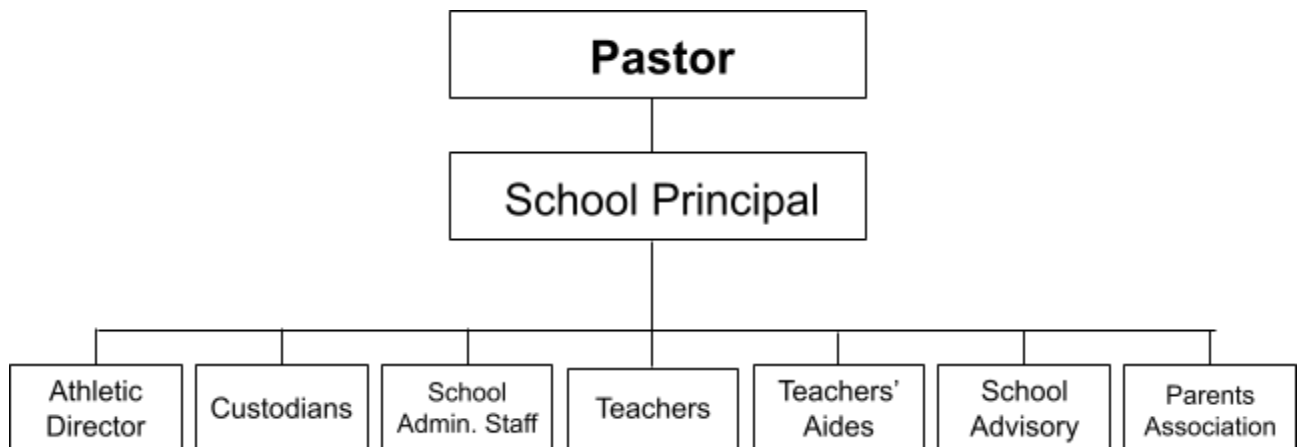 Pastor
School Principal
Athletic
Director
Custodians
School
Admin. Staff
Teachers
Teachers’
Aides
School
Advisory
Parents
Association